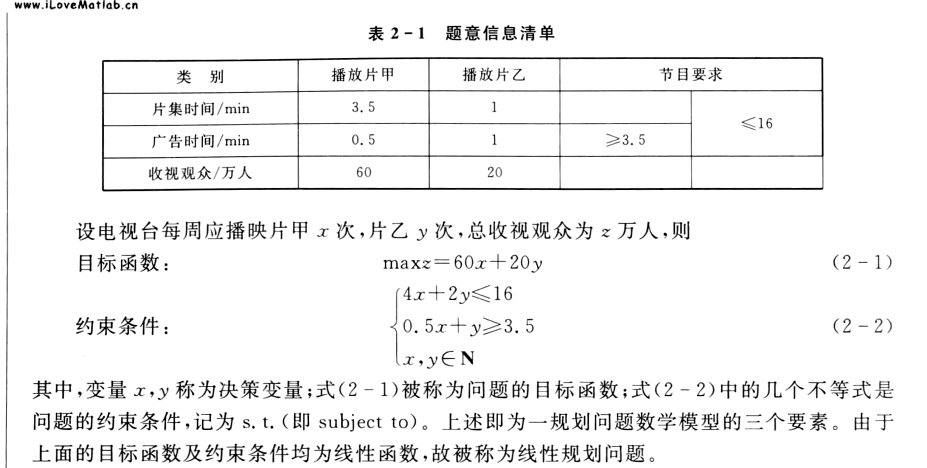 www.iLoveMatlab.cn
表 2-1 题意信息清单
类 别 播放片甲 播放片乙 节目要求
片集时间/min 3.5 1
≤16
广告时间/min 0.5 1 ≥3.5
收视观众/万人 60 20
设电视台每周应播映片甲 x 次,片乙 y 次,总收视观众为 z 万人,则
目标函数: maxz=60x+20y (2-1)
4x+2y≤16
约束条件: 0.5x+y≥3.5 (2-2)
x,y∈N
其中,变量 x,y 称为决策变量;式(2-1)被称为问题的目标函数;式(2-2)中的几个不等式是
问题的约束条件,记为 s. t. (即 subject to)。上述即为一规划问题数学模型的三个要素。由于
上面的目标函数及约束条件均为线性函数,故被称为线性规划问题。